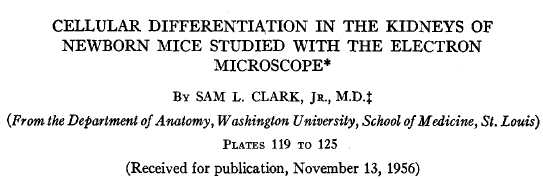 CELLULAR DIFFERENTIATION IN THE KIDNEYS OF
NEWBORN MICE STUDIED WITH THE ELECTRON
MICROSCOPE*
By SAM L. CLARK, Jr., M.D.‡
(From the Department of Anatomy, Washington University, School of Medicine, St. Louis)
Plates 119 to 125
(Received for publication, November 13, 1956)